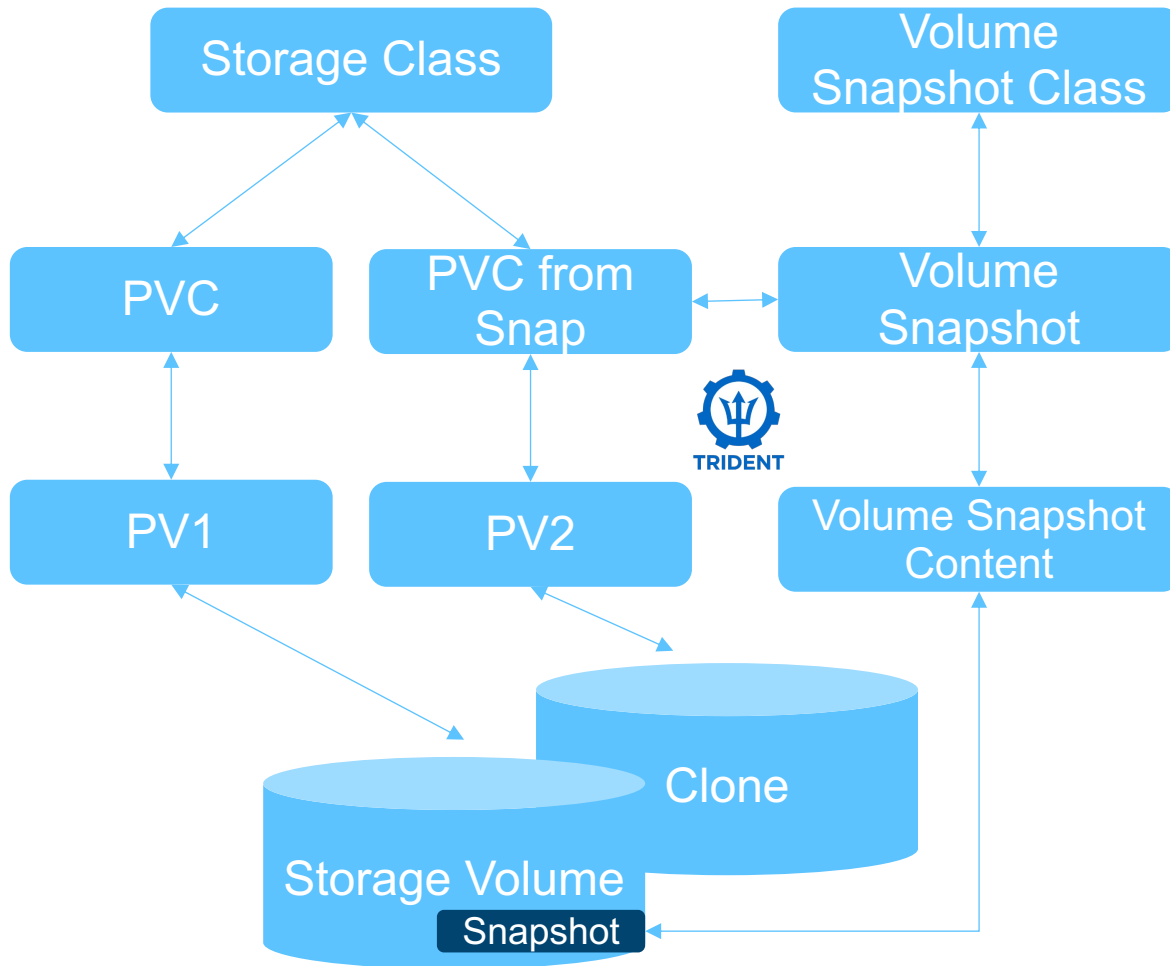 Storage Class
Volume
Snapshot Class
PVC
PVC from
Snap
Volume
Snapshot
TRIDENT
PV1
PV2
Volume Snapshot
Content
Clone
Storage Volume
Snapshot